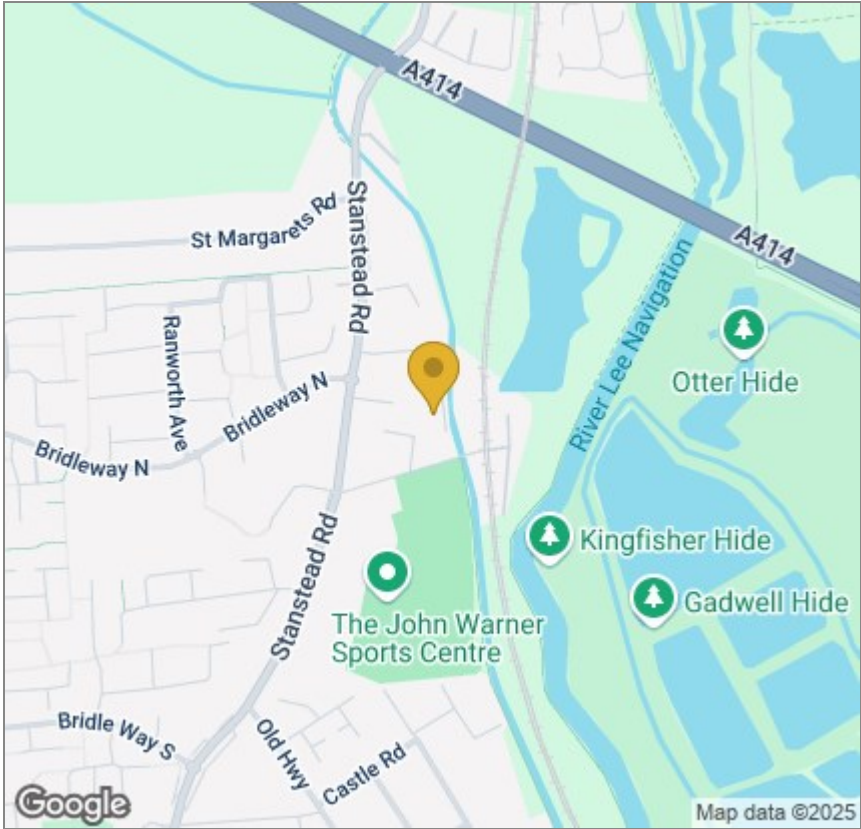 A414
A414
Stanstead Rd
St Margarets Rd
River Lee Navigation
Ranworth Ave
Otter Hide
Bridleway N
Bridleway N
Kingfisher Hide
Stanstead Rd
Gadwell Hide
The John Warner
Sports Centre
Bridle Way S
Old Hwy
Castle Rd
Google
Map data ©2025